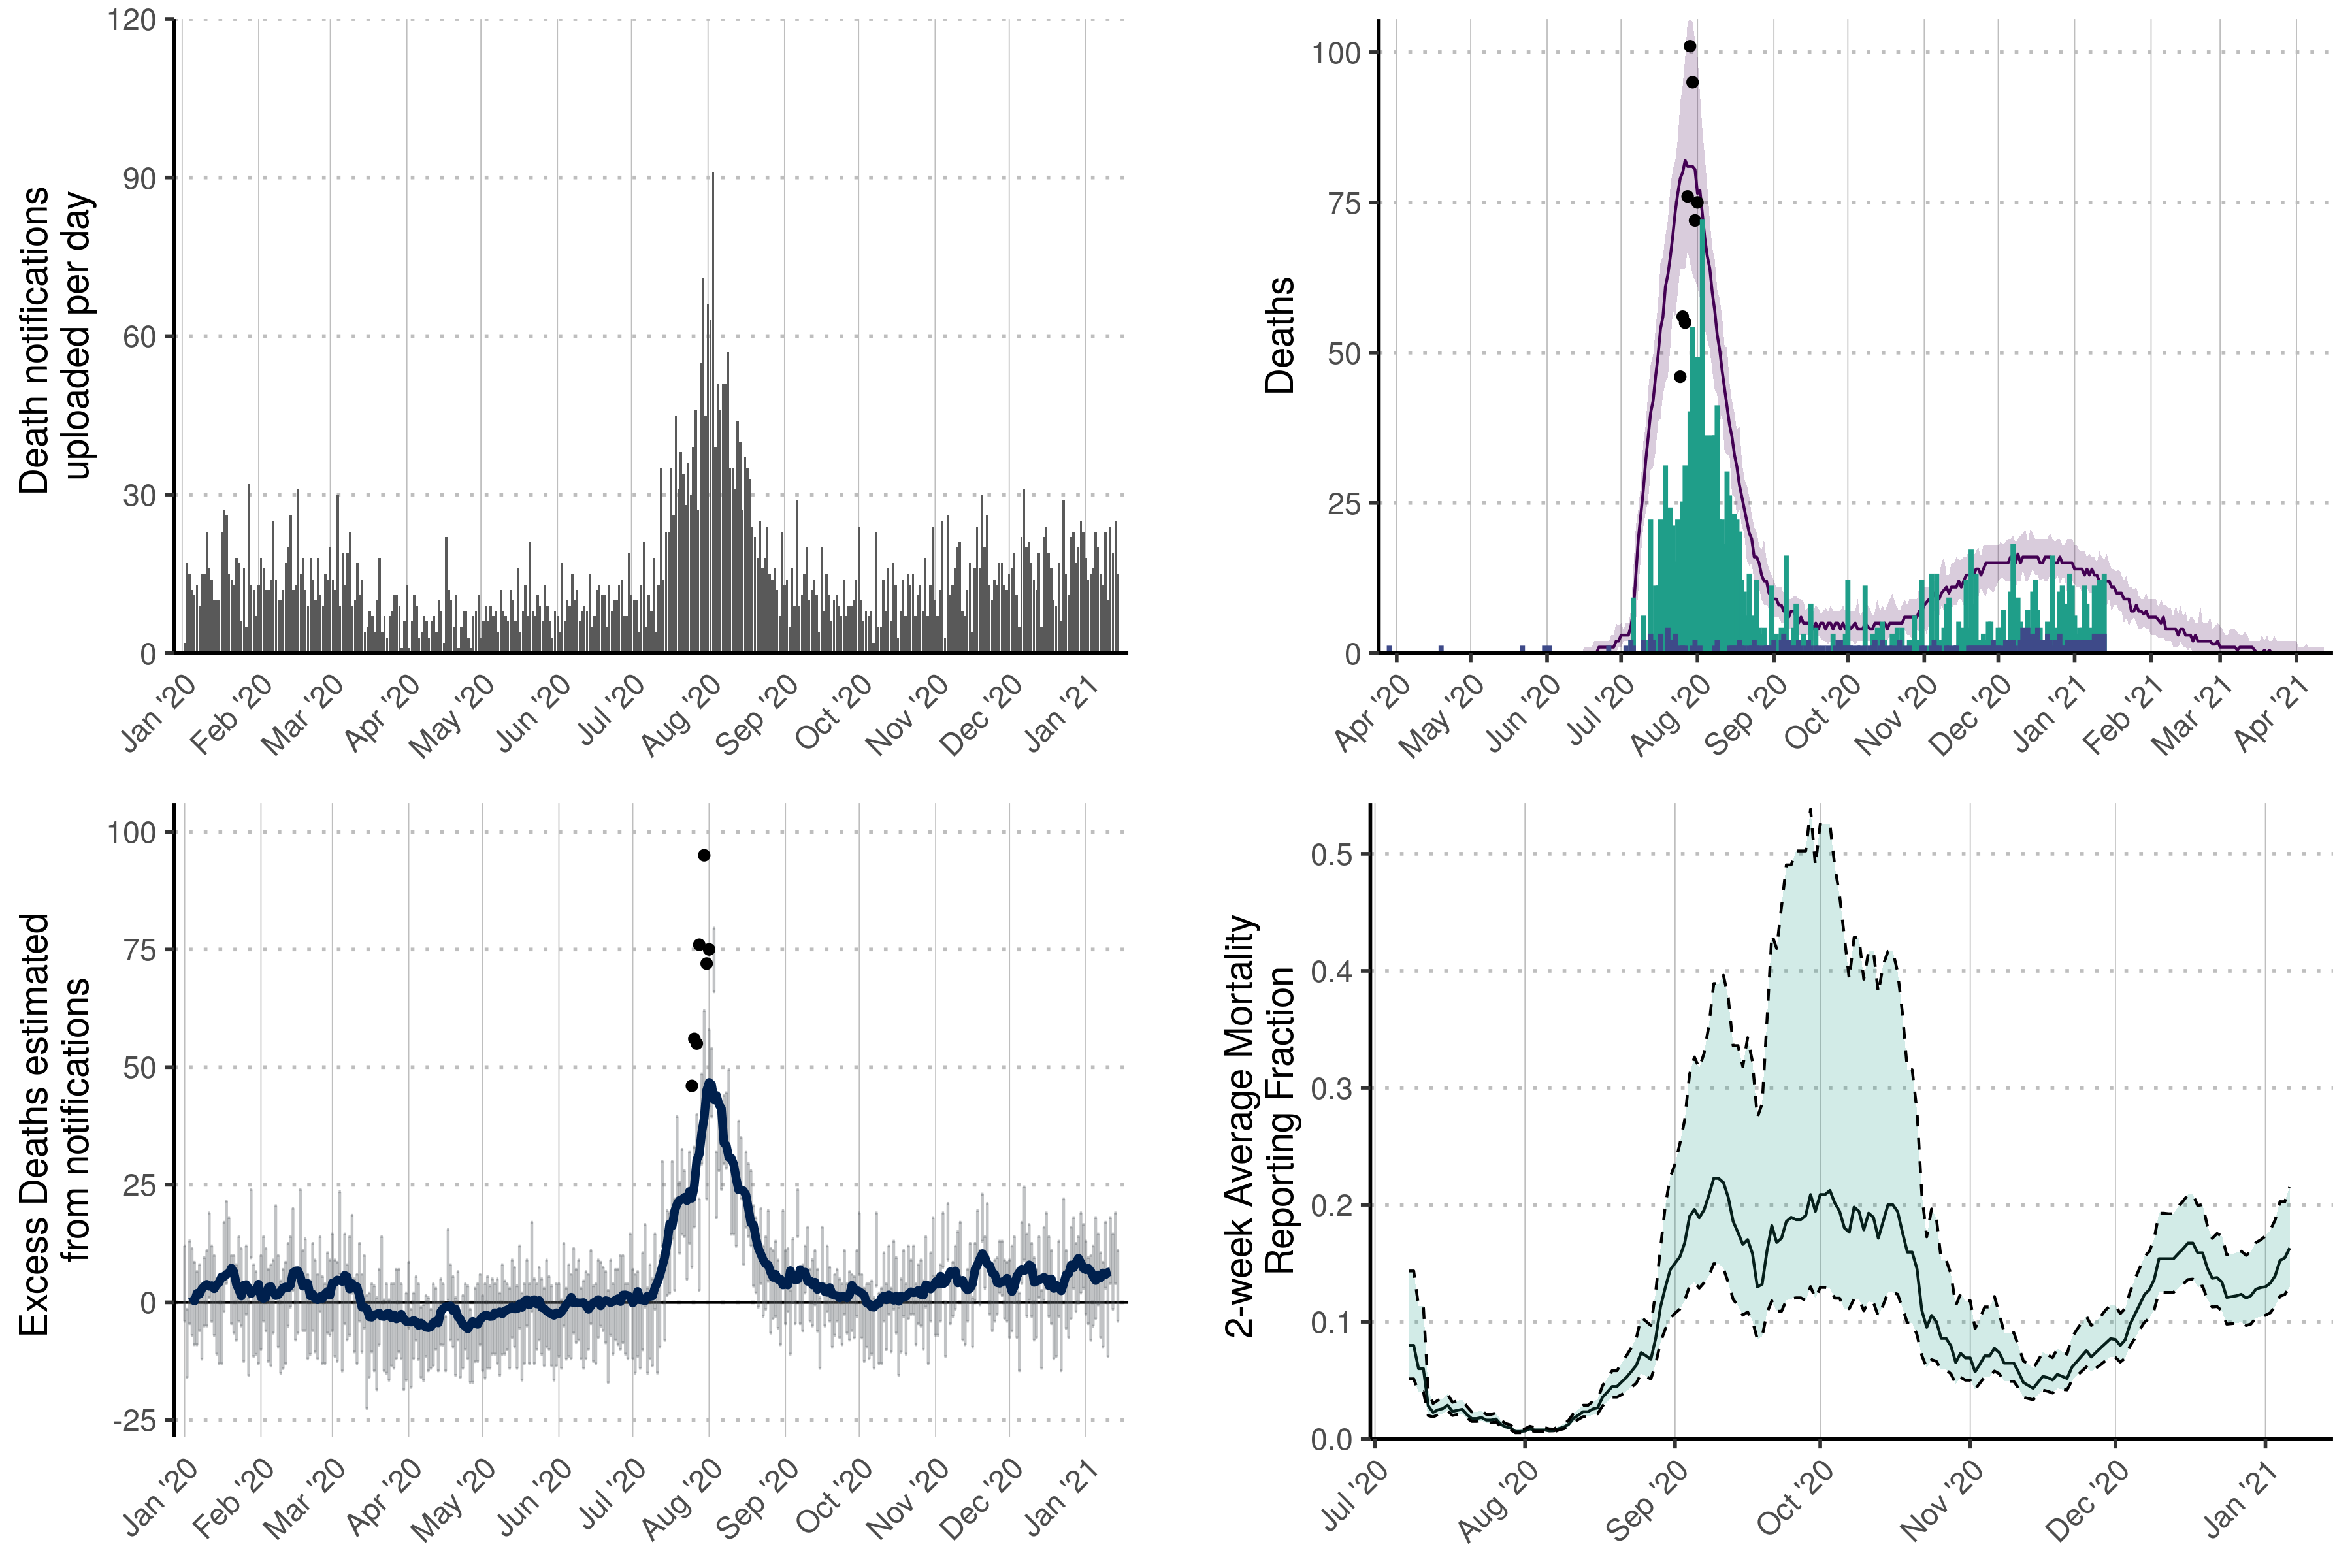 Death notifications
uploaded per day
120
90
60
30
0
Jan '20
Feb '20
Mar '20
Apr '20
May '20
Jun '20
Jul '20
Aug '20
Sep '20
Oct '20
Nov '20
Dec '20
Jan '21
Deaths
100
75
50
25
0
Apr '20
May '20
Jun '20
Jul '20
Aug '20
Sep '20
Oct '20
Nov '20
Dec '20
Jan '21
Feb '21
Mar '21
Apr '21
Excess Deaths estimated
from notifications
100
75
50
25
0
-25
Jan '20
Feb '20
Mar '20
Apr '20
May '20
Jun '20
Jul '20
Aug '20
Sep '20
Oct '20
Nov '20
Dec '20
Jan '21
2-week Average Mortality
Reporting Fraction
0.5
0.4
0.3
0.2
0.1
0.0
Jul '20
Aug '20
Sep '20
Oct '20
Nov '20
Dec '20
Jan '21